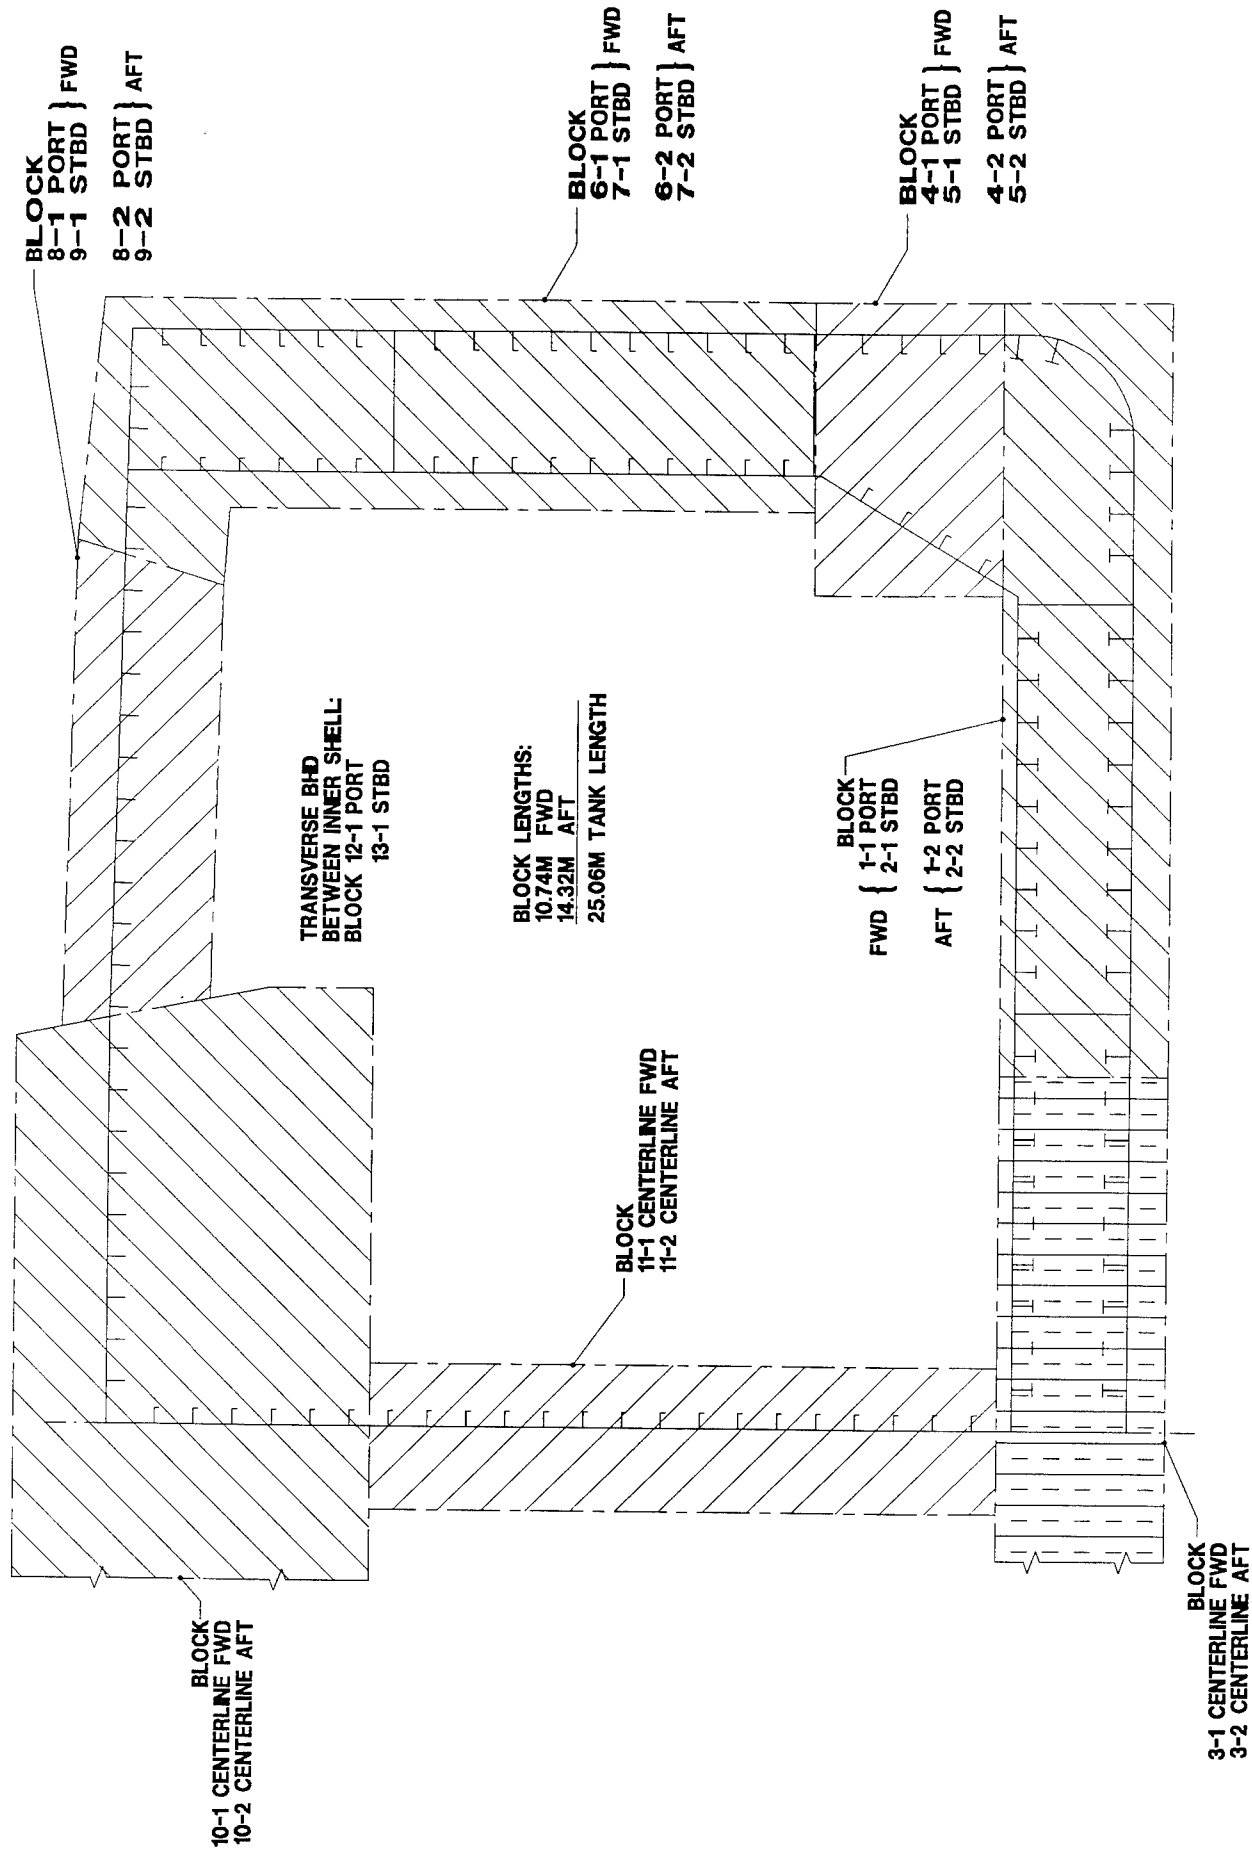 BLOCK
8-1 PORT } FWD
9-1 STBD
8-2 PORT } AFT
9-2 STBD
BLOCK
6-1 PORT } FWD
7-1 STBD
6-2 PORT } AFT
7-2 STBD
BLOCK
4-1 PORT } FWD
5-1 STBD
4-2 PORT } AFT
5-2 STBD
TRANSVERSE BHD
BETWEEN INNER SHELL:
BLOCK 12-1 PORT
13-1 STBD
BLOCK LENGTHS:
10.74M FWD
14.32M AFT
25.06M TANK LENGTH
BLOCK
FWD { 1-1 PORT
2-1 STBD
AFT { 1-2 PORT
2-2 STBD
BLOCK
11-1 CENTERLINE FWD
11-2 CENTERLINE AFT
BLOCK
10-1 CENTERLINE FWD
10-2 CENTERLINE AFT
BLOCK
3-1 CENTERLINE FWD
3-2 CENTERLINE AFT